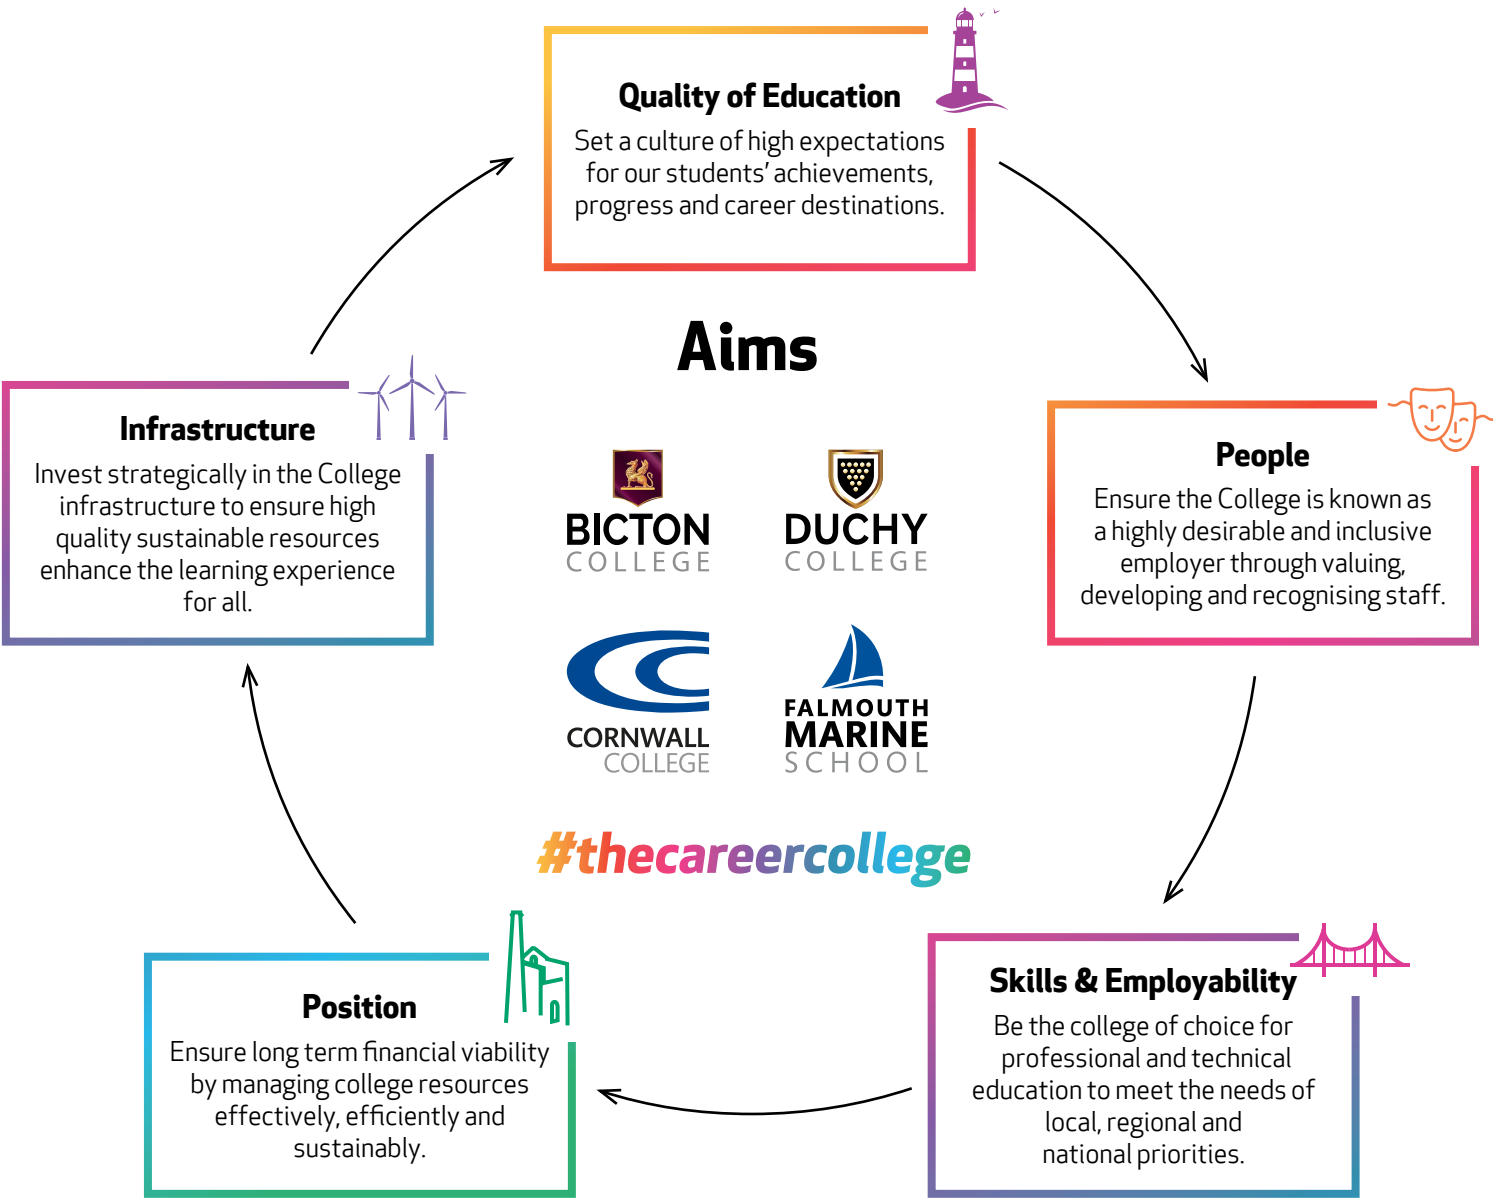 Quality of Education
Set a culture of high expectations
for our students’ achievements,
progress and career destinations.
Aims
Infrastructure
Invest strategically in the College
infrastructure to ensure high
quality sustainable resources
enhance the learning experience
for all.
People
Ensure the College is known as
a highly desirable and inclusive
employer through valuing,
developing and recognising staff.
BICTON
COLLEGE
DUCHY
COLLEGE
CORNWALL
COLLEGE
FALMOUTH
MARINE
SCHOOL
#thecareercollege
Position
Ensure long term financial viability
by managing college resources
effectively, efficiently and
sustainably.
Skills & Employability
Be the college of choice for
professional and technical
education to meet the needs of
local, regional and
national priorities.